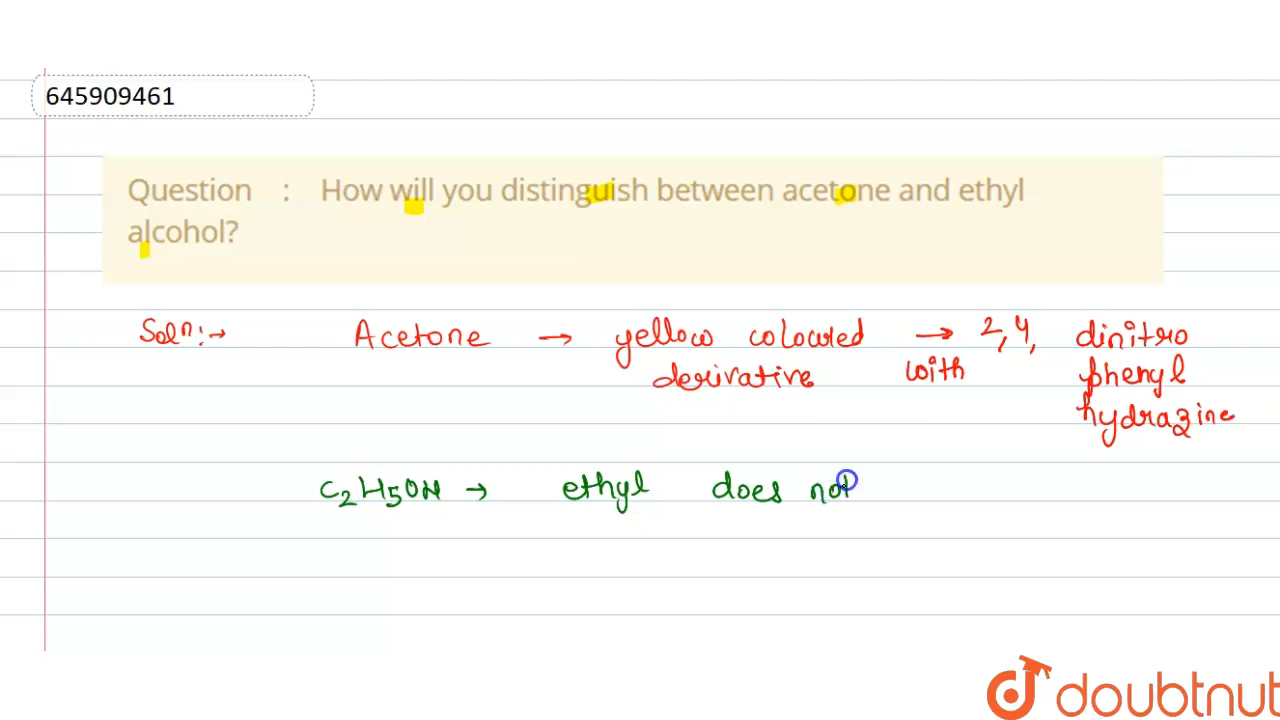 645909461
Question : How will you distinguish between acetone and ethyl
alcohol?
Solⁿ:→ Acetone → yellow coloured → 2,4, dinitro
derivative with phenyl
hydrazine
C₂H₅OH → ethyl does not
doubtnut